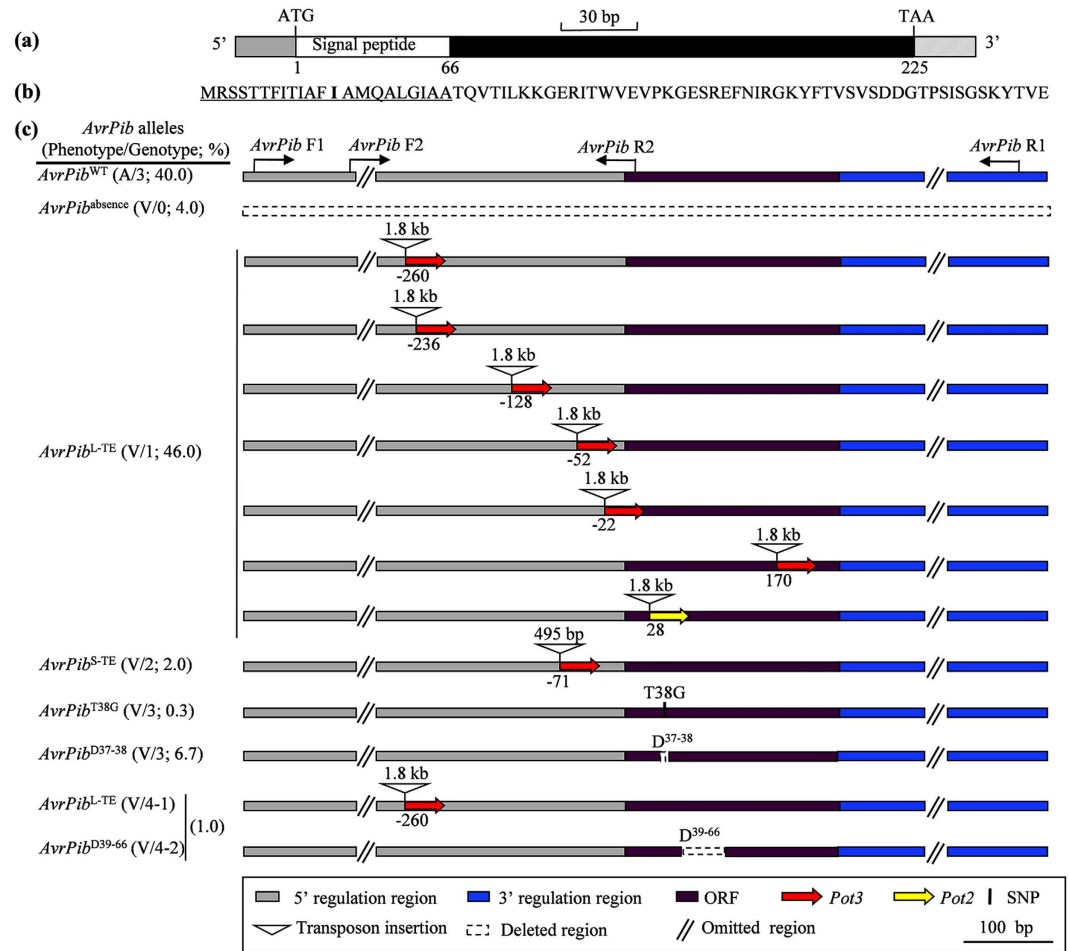 ATG 30 bp TAA
(a) 5’ Signal peptide 3’
1 66 225
(b) MRSSTTFITIAF I AMQALGIAATQVTILKKGERITWVEVPKGESREFNIRGKYFTVSVSDDGTPSISGSKYTVE
(c) AvrPib alleles
(Phenotype/Genotype; %)
AvrPib F1 AvrPib F2 AvrPib R2 AvrPib R1
AvrPibWT (A/3; 40.0)
AvrPibabsence (V/0; 4.0)
1.8 kb
-260
1.8 kb
-236
1.8 kb
-128
1.8 kb
AvrPibL-TE (V/1; 46.0)
-52
1.8 kb
-22
1.8 kb
170
1.8 kb
28
495 bp
AvrPibS-TE (V/2; 2.0)
-71
T38G
AvrPibT38G (V/3; 0.3)
D37-38
AvrPibD37-38 (V/3; 6.7)
1.8 kb
AvrPibL-TE (V/4-1)
-260
(1.0)
D39-66
AvrPibD39-66 (V/4-2)
5’ regulation region 3’ regulation region ORF Pot3 Pot2 SNP
Transposon insertion Deleted region Omitted region 100 bp